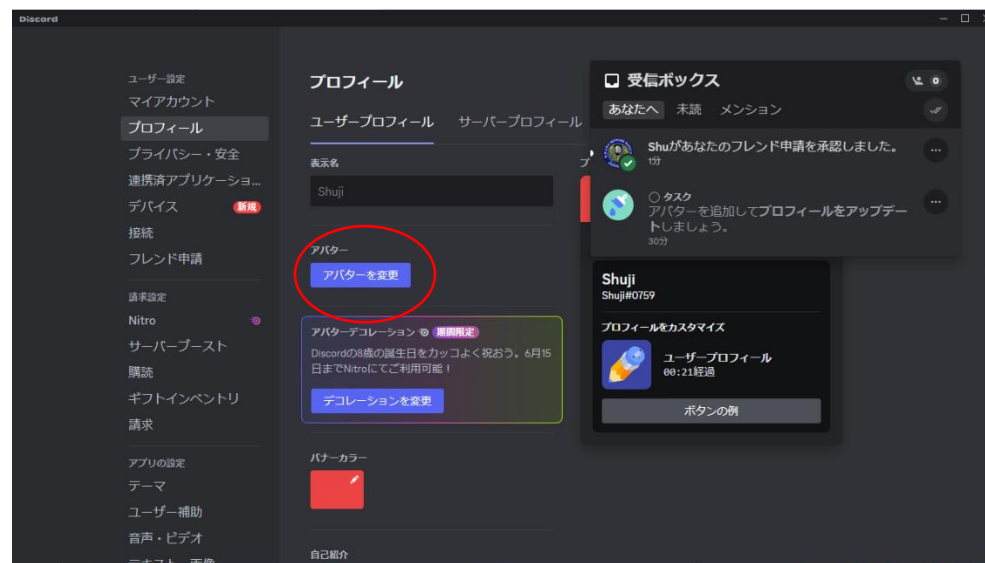 Discord
ユーザー設定
マイアカウント
プロフィール
プライバシー・安全
連携済アプリケーショ...
デバイス 新規
接続
フレンド申請
請求設定
Nitro
サーバーブースト
購読
ギフトインベントリ
請求
アプリの設定
テーマ
ユーザー補助
音声・ビデオ
プロフィール
ユーザープロフィール サーバープロフィール
表示名
Shuji
アバター
アバターを変更
アバターデコレーション 期間限定
Discordの8歳の誕生日をカッコよく祝おう。6月15
日までNitroにてご利用可能！
デコレーションを変更
バナーカラー
自己紹介
プ
受信ボックス
0
あなたへ 未読 メンション
Shuがあなたのフレンド申請を承認しました。
1分
タスク
アバターを追加してプロフィールをアップデー
トしましょう。
30分
Shuji
Shuji#0759
プロフィールをカスタマイズ
ユーザープロフィール
00:21経過
ボタンの例